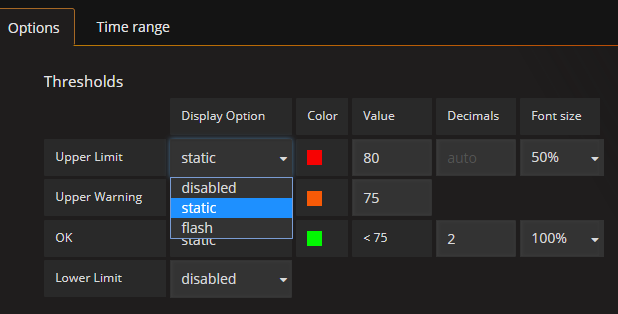 Options Time range
Thresholds
Display Option Color Value Decimals Font size
Upper Limit static 80 auto 50%
disabled
Upper Warning 75
static
flash
OK static < 75 2 100%
Lower Limit disabled